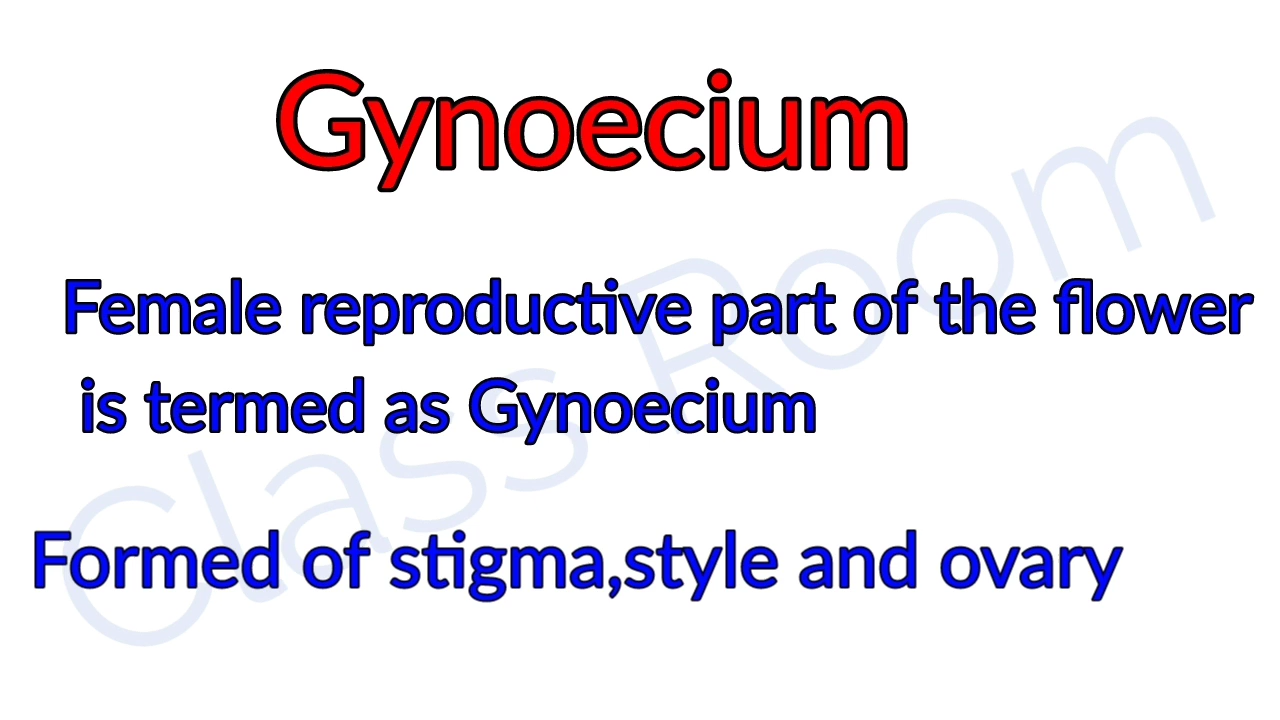 Gynoecium
Female reproductive part of the flower
is termed as Gynoecium
Formed of stigma,style and ovary
Class Room